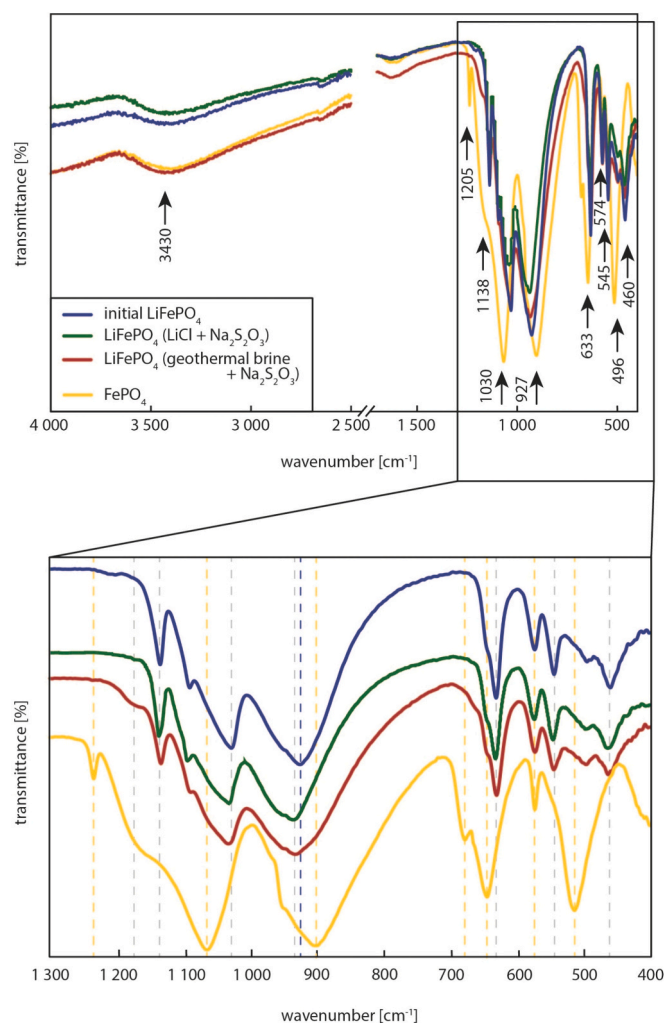 transmittance [%]
3430
1205
1138
1030
927
633
574
545
496
460
initial LiFePO₄
LiFePO₄ (LiCl + Na₂S₂O₃)
LiFePO₄ (geothermal brine
+ Na₂S₂O₃)
FePO₄
4 000 3 500 3 000 2 500 1 500 1 000 500
wavenumber [cm⁻¹]
transmittance [%]
1 300 1 200 1 100 1 000 900 800 700 600 500 400
wavenumber [cm⁻¹]